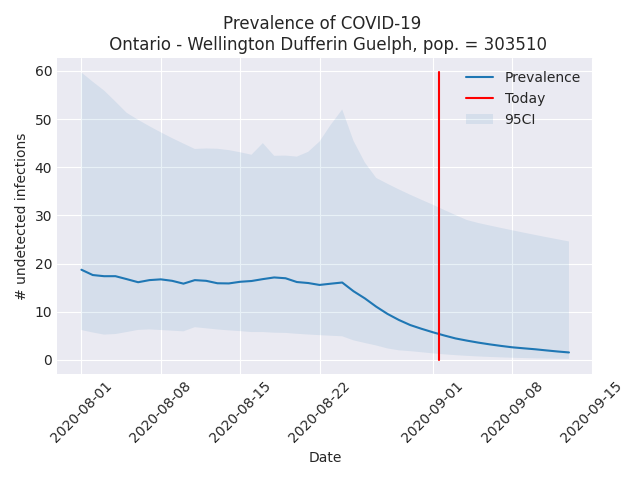 Prevalence of COVID-19
Ontario - Wellington Dufferin Guelph, pop. = 303510
# undetected infections
60
50
40
30
20
10
0
Prevalence
Today
95CI
2020-08-01
2020-08-08
2020-08-15
2020-08-22
2020-09-01
2020-09-08
2020-09-15
Date